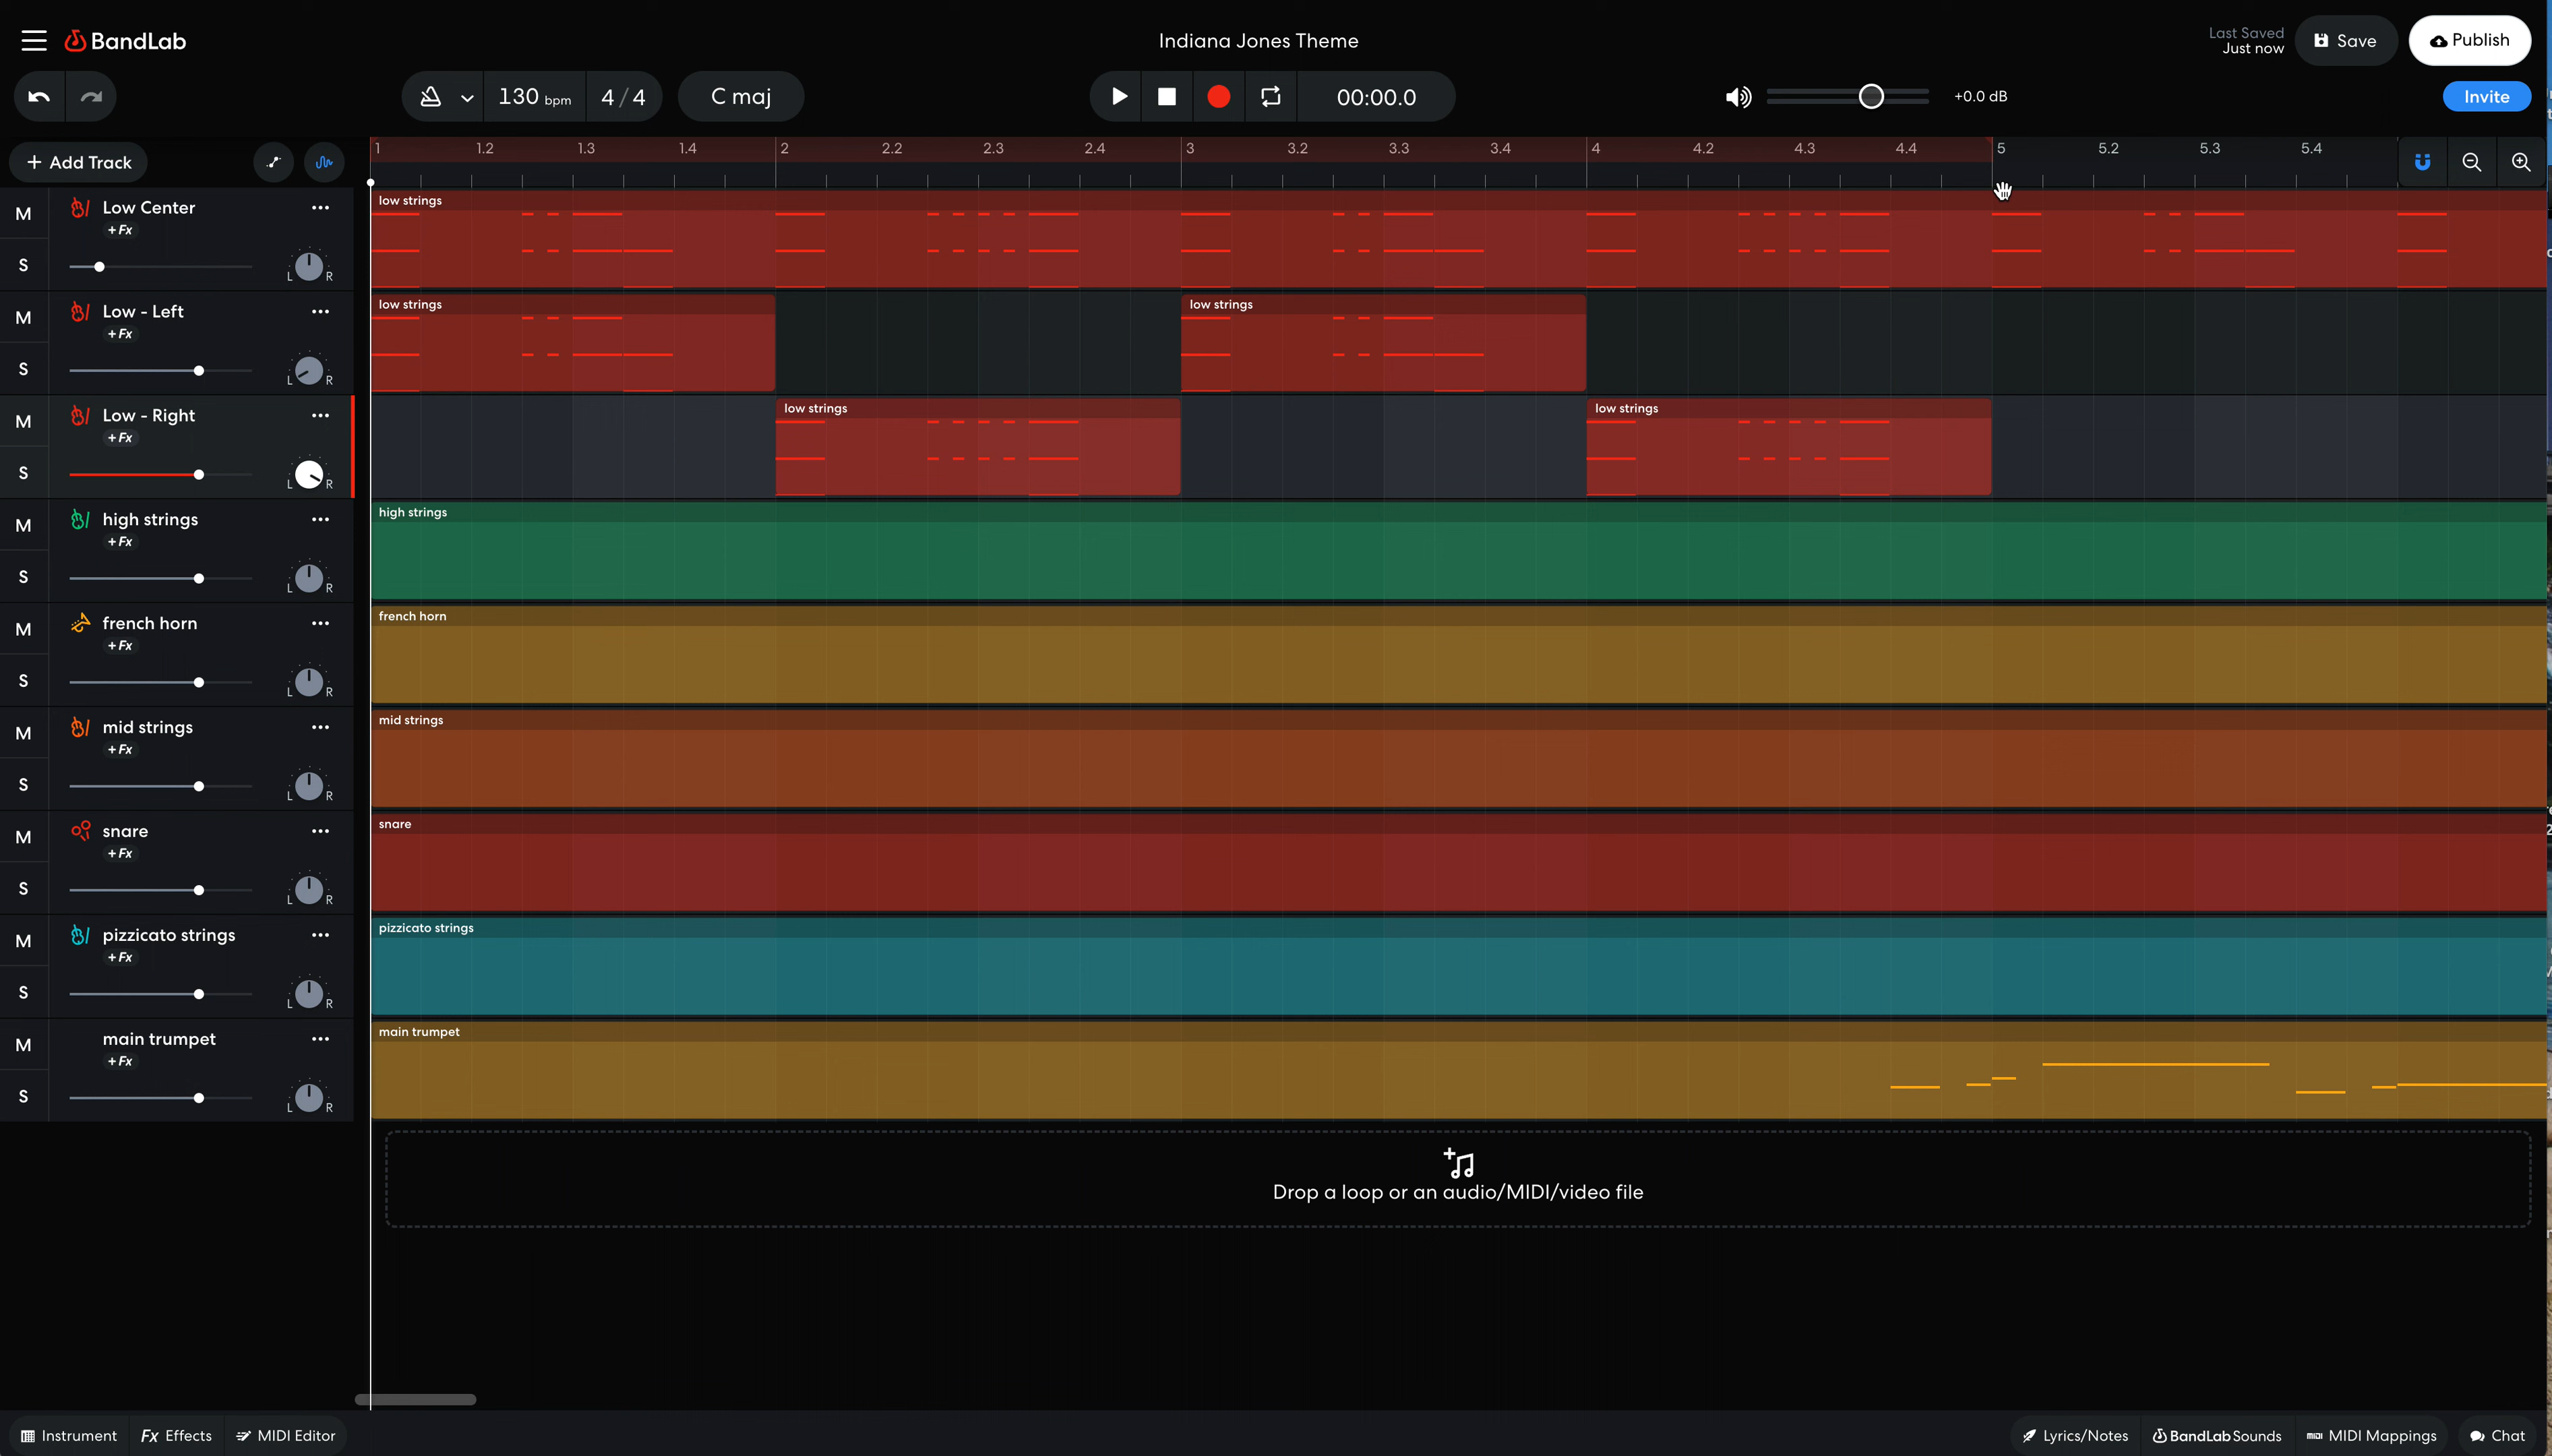 BandLab
Indiana Jones Theme
Last Saved
Just now
Save
Publish
130 bpm
4 / 4
C maj
00:00.0
+0.0 dB
Invite
+ Add Track
1 1.2 1.3 1.4 2 2.2 2.3 2.4 3 3.2 3.3 3.4 4 4.2 4.3 4.4 5 5.2 5.3 5.4
M
Low Center
+ Fx
S
L R
low strings
M
Low - Left
+ Fx
S
L R
low strings
low strings
M
Low - Right
+ Fx
S
L R
low strings
low strings
M
high strings
+ Fx
S
L R
high strings
M
french horn
+ Fx
S
L R
french horn
M
mid strings
+ Fx
S
L R
mid strings
M
snare
+ Fx
S
L R
snare
M
pizzicato strings
+ Fx
S
L R
pizzicato strings
M
main trumpet
+ Fx
S
L R
main trumpet
Drop a loop or an audio/MIDI/video file
Instrument
Fx Effects
MIDI Editor
Lyrics/Notes
BandLab Sounds
MIDI MIDI Mappings
Chat